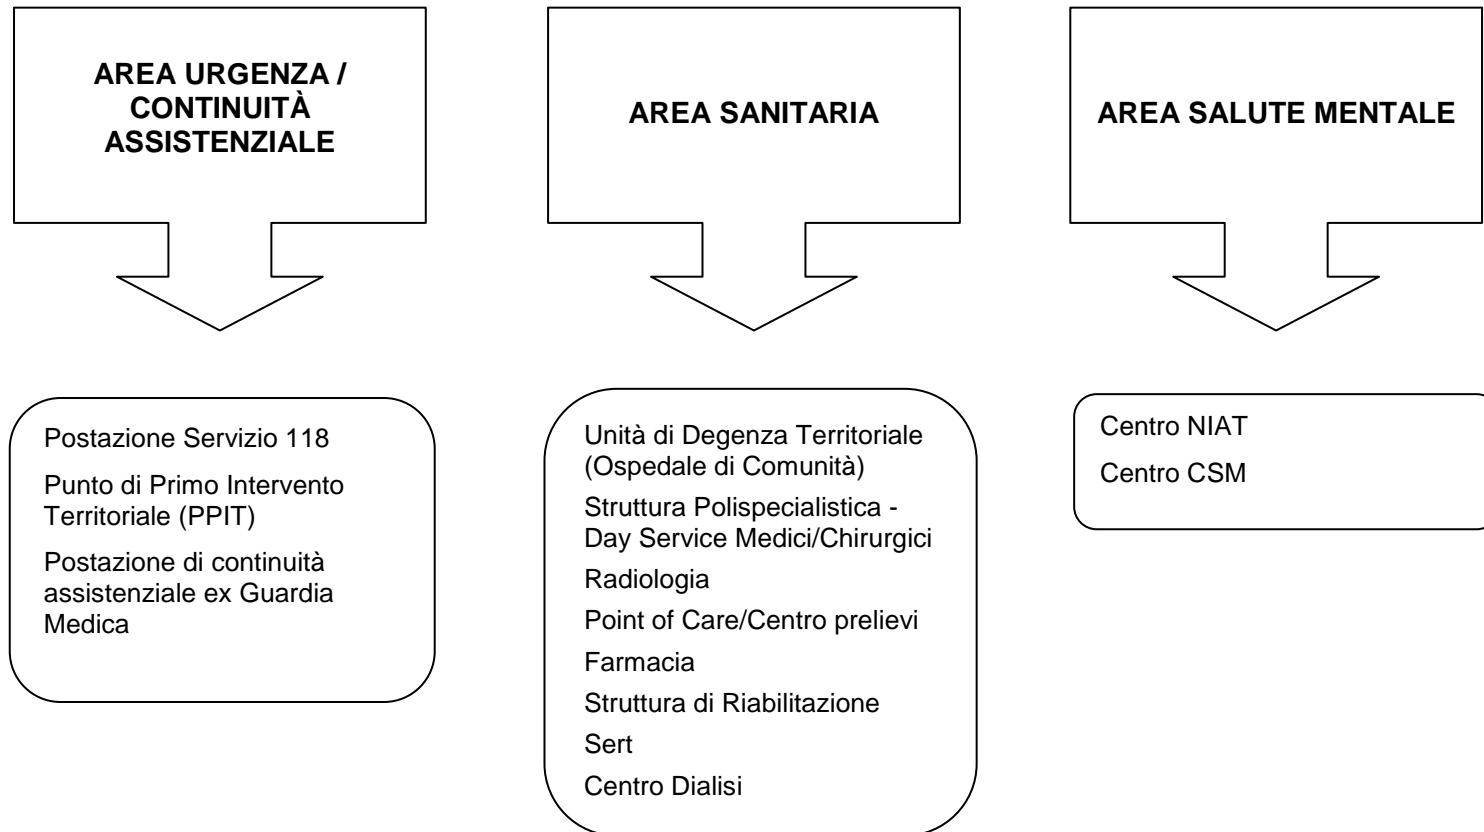 AREA URGENZA /
CONTINUITÀ
ASSISTENZIALE
AREA SANITARIA
AREA SALUTE MENTALE
Postazione Servizio 118
Punto di Primo Intervento
Territoriale (PPIT)
Postazione di continuità
assistenziale ex Guardia
Medica
Unità di Degenza Territoriale
(Ospedale di Comunità)
Struttura Polispecialistica -
Day Service Medici/Chirurgici
Radiologia
Point of Care/Centro prelievi
Farmacia
Struttura di Riabilitazione
Sert
Centro Dialisi
Centro NIAT
Centro CSM